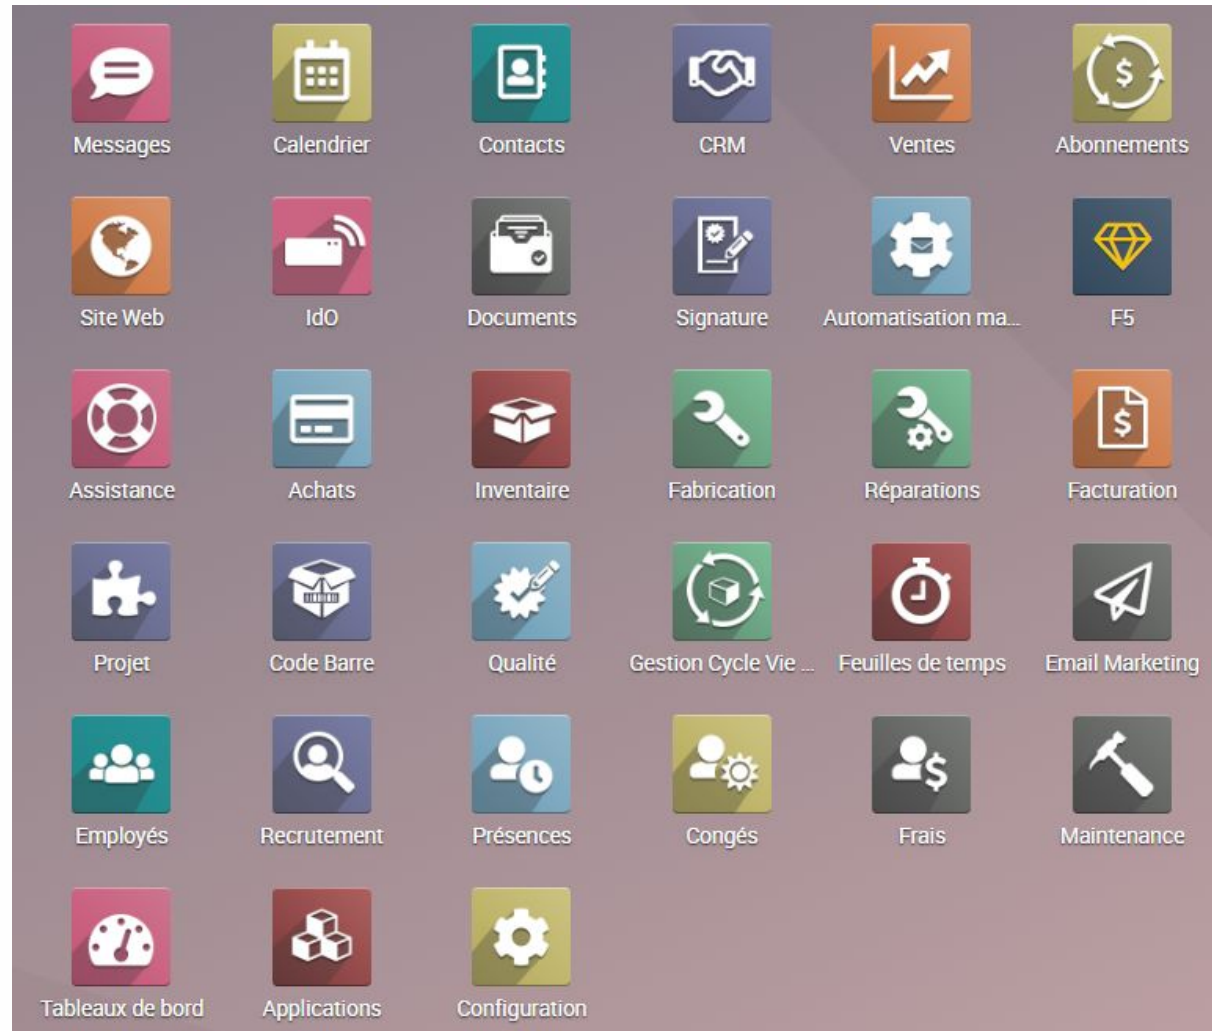 Messages
Calendrier
Contacts
CRM
Ventes
Abonnements
Site Web
IdO
Documents
Signature
Automatisation ma...
F5
Assistance
Achats
Inventaire
Fabrication
Réparations
Facturation
Projet
Code Barre
Qualité
Gestion Cycle Vie ...
Feuilles de temps
Email Marketing
Employés
Recrutement
Présences
Congés
Frais
Maintenance
Tableaux de bord
Applications
Configuration